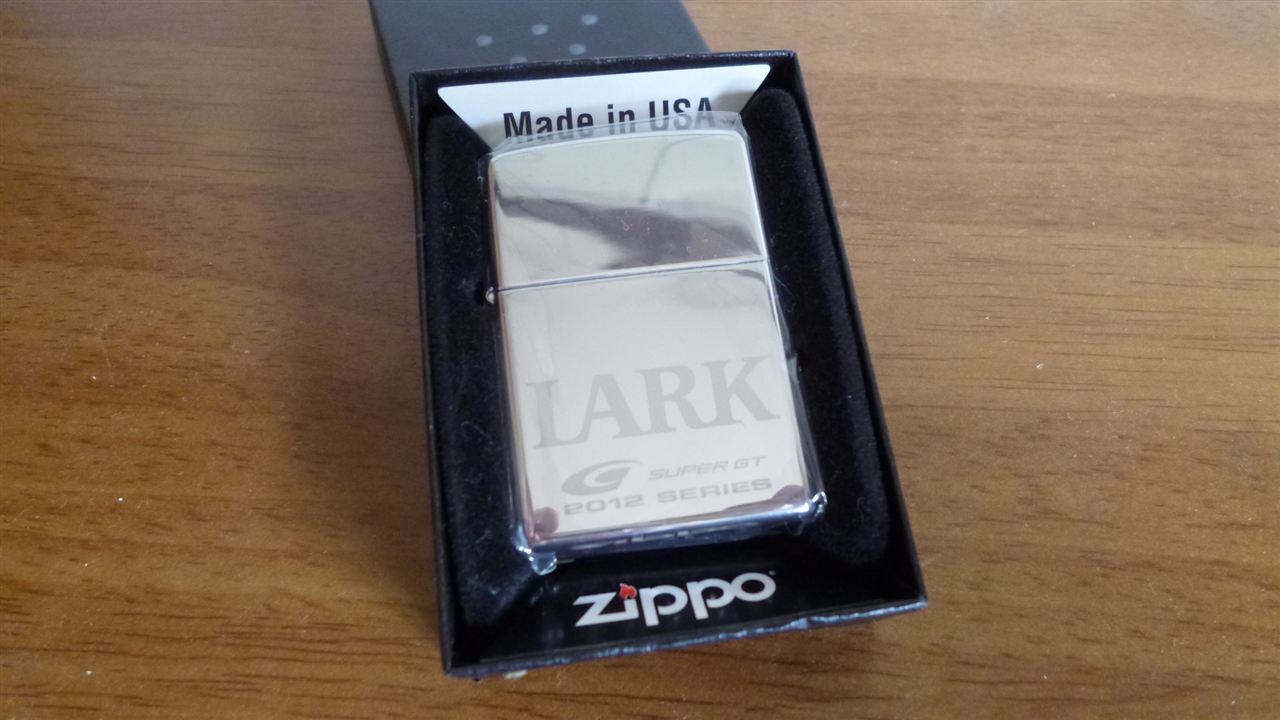 Made in USA
LARK
SUPER GT
2012 SERIES
zippo